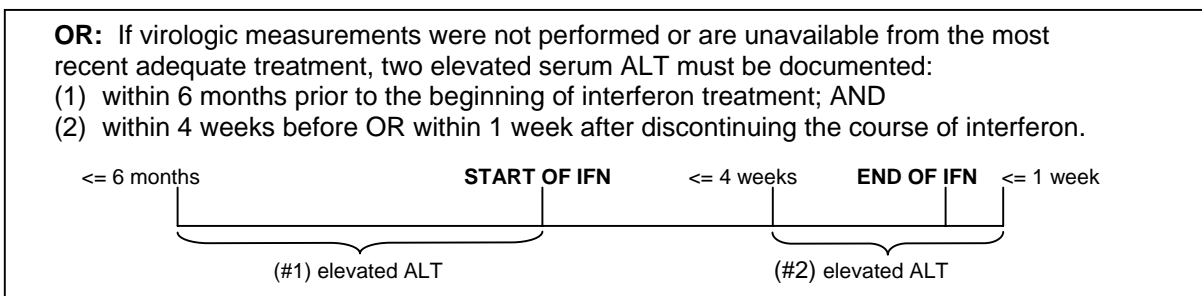 OR: If virologic measurements were not performed or are unavailable from the most
recent adequate treatment, two elevated serum ALT must be documented:
(1) within 6 months prior to the beginning of interferon treatment; AND
(2) within 4 weeks before OR within 1 week after discontinuing the course of interferon.
<= 6 months START OF IFN <= 4 weeks END OF IFN <= 1 week
(#1) elevated ALT (#2) elevated ALT